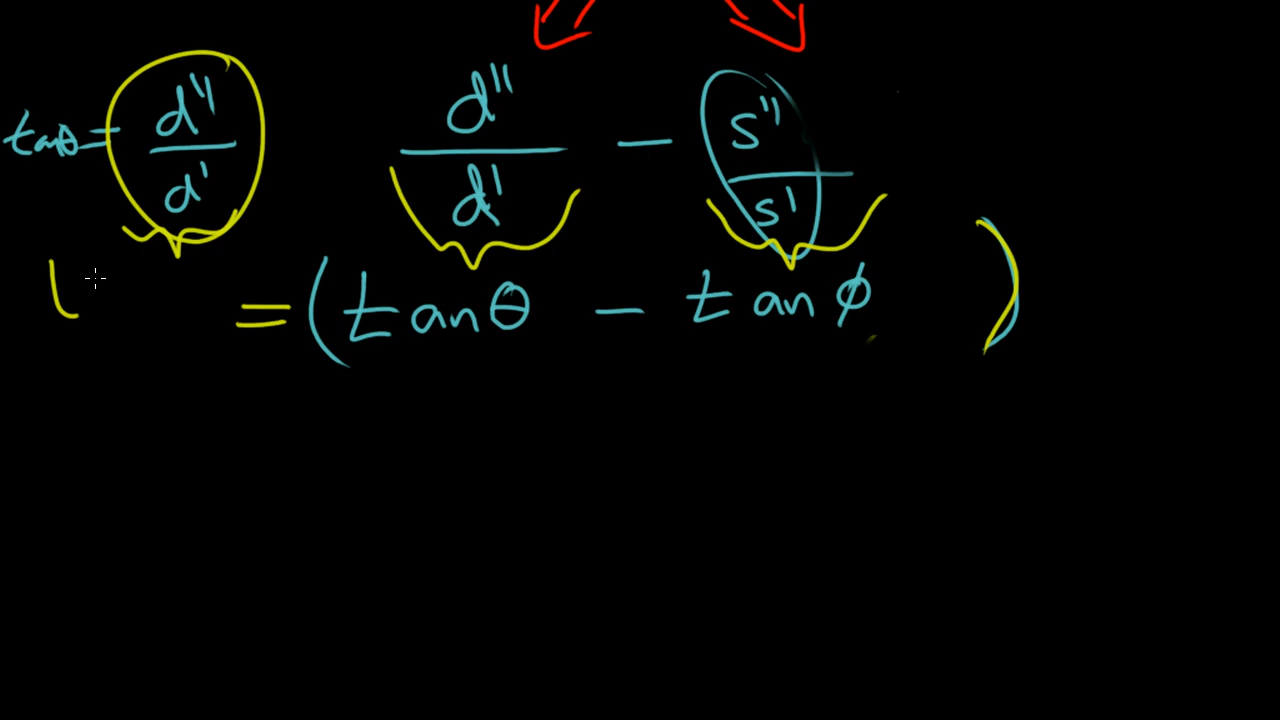 tanθ = d''/d' d''/d' − s''/s'
= (tanθ − tanϕ)